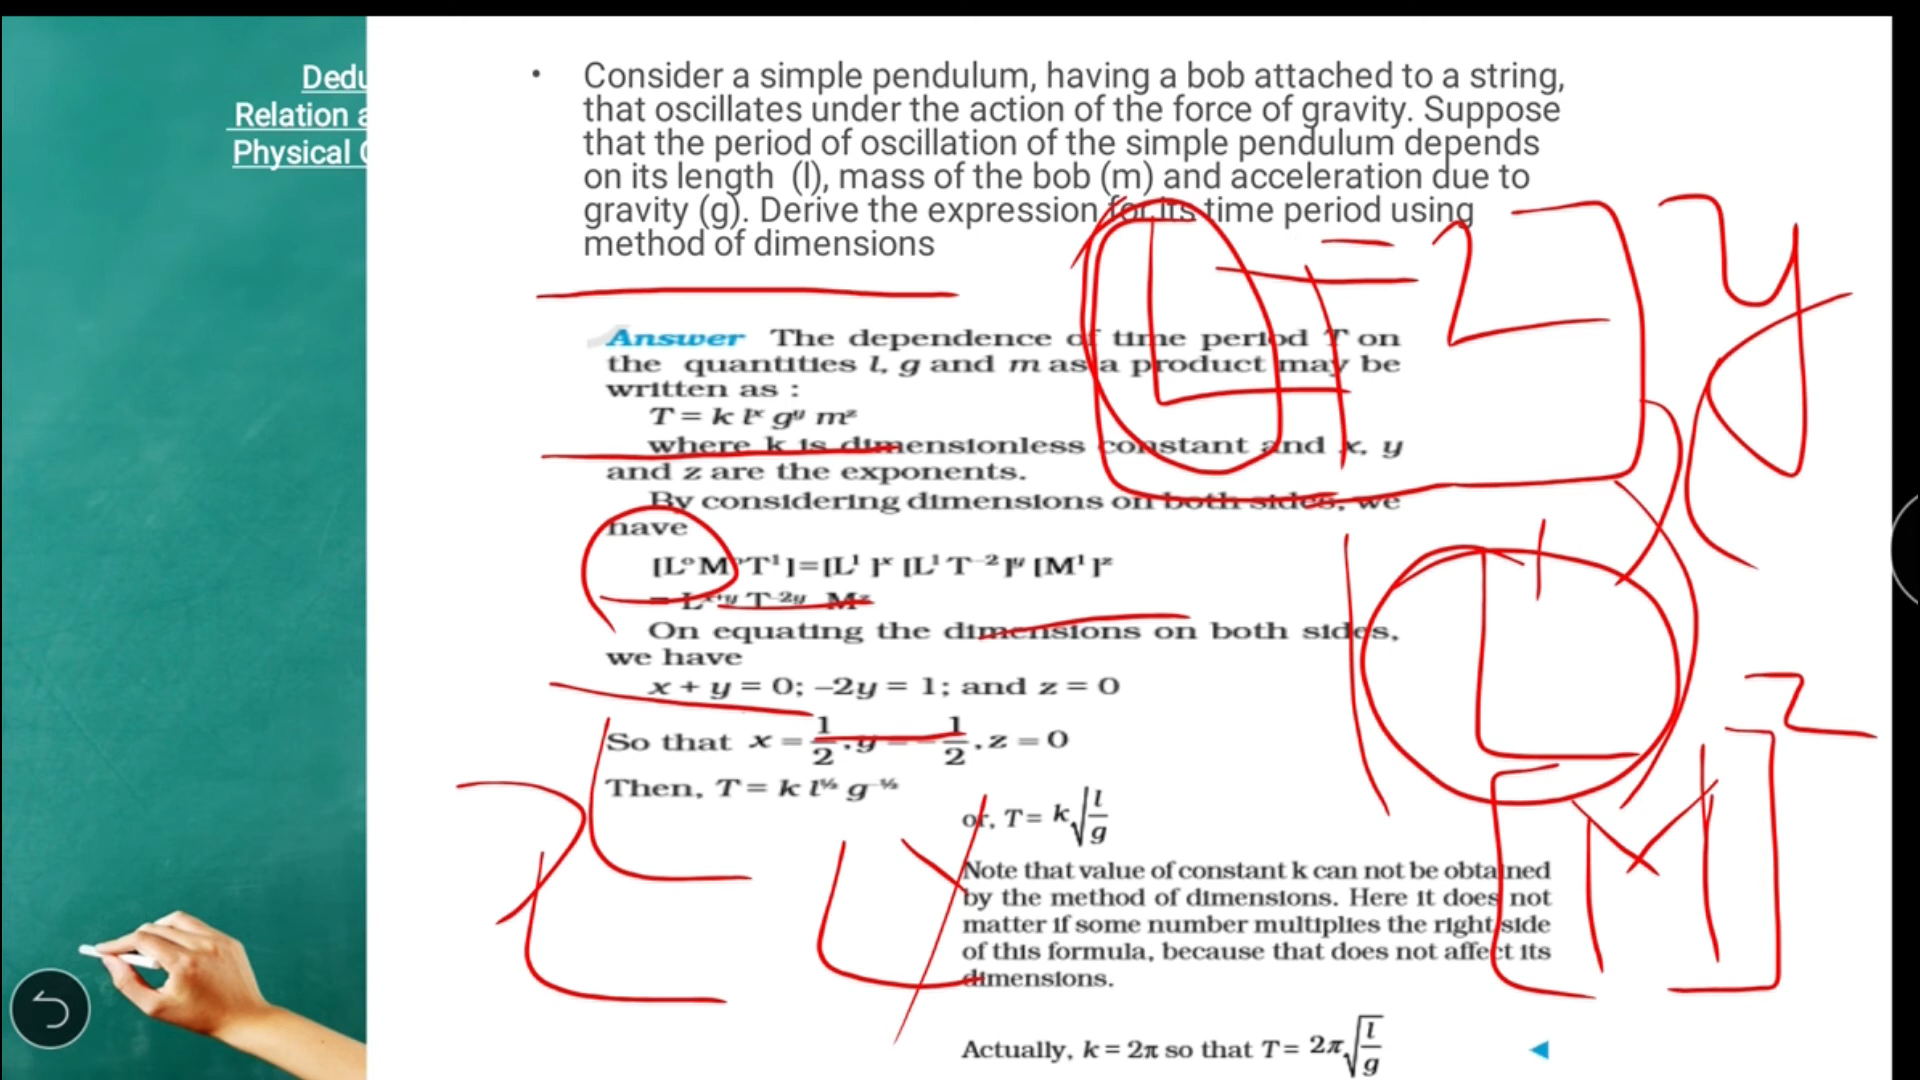 Dedu
Relation a
Physical
• Consider a simple pendulum, having a bob attached to a string,
that oscillates under the action of the force of gravity. Suppose
that the period of oscillation of the simple pendulum depends
on its length (l), mass of the bob (m) and acceleration due to
gravity (g). Derive the expression for its time period using
method of dimensions
Answer The dependence of time period T on
the quantities l, g and m as a product may be
written as :
T = k lˣ gʸ mᶻ
where k is dimensionless constant and x, y
and z are the exponents.
By considering dimensions on both sides, we
have
[L°M°T¹]=[L¹]ˣ [L¹ T⁻²]ʸ [M¹]ᶻ
= Lˣ⁺ʸ T⁻²ʸ Mᶻ
On equating the dimensions on both sides,
we have
x + y = 0; –2y = 1; and z = 0
So that x = 1/2, y = – 1/2, z = 0
Then, T = k l^½ g^–½
or, T = k√(l/g)
Note that value of constant k can not be obtained
by the method of dimensions. Here it does not
matter if some number multiplies the right side
of this formula, because that does not affect its
dimensions.
Actually, k = 2π so that T = 2π√(l/g)